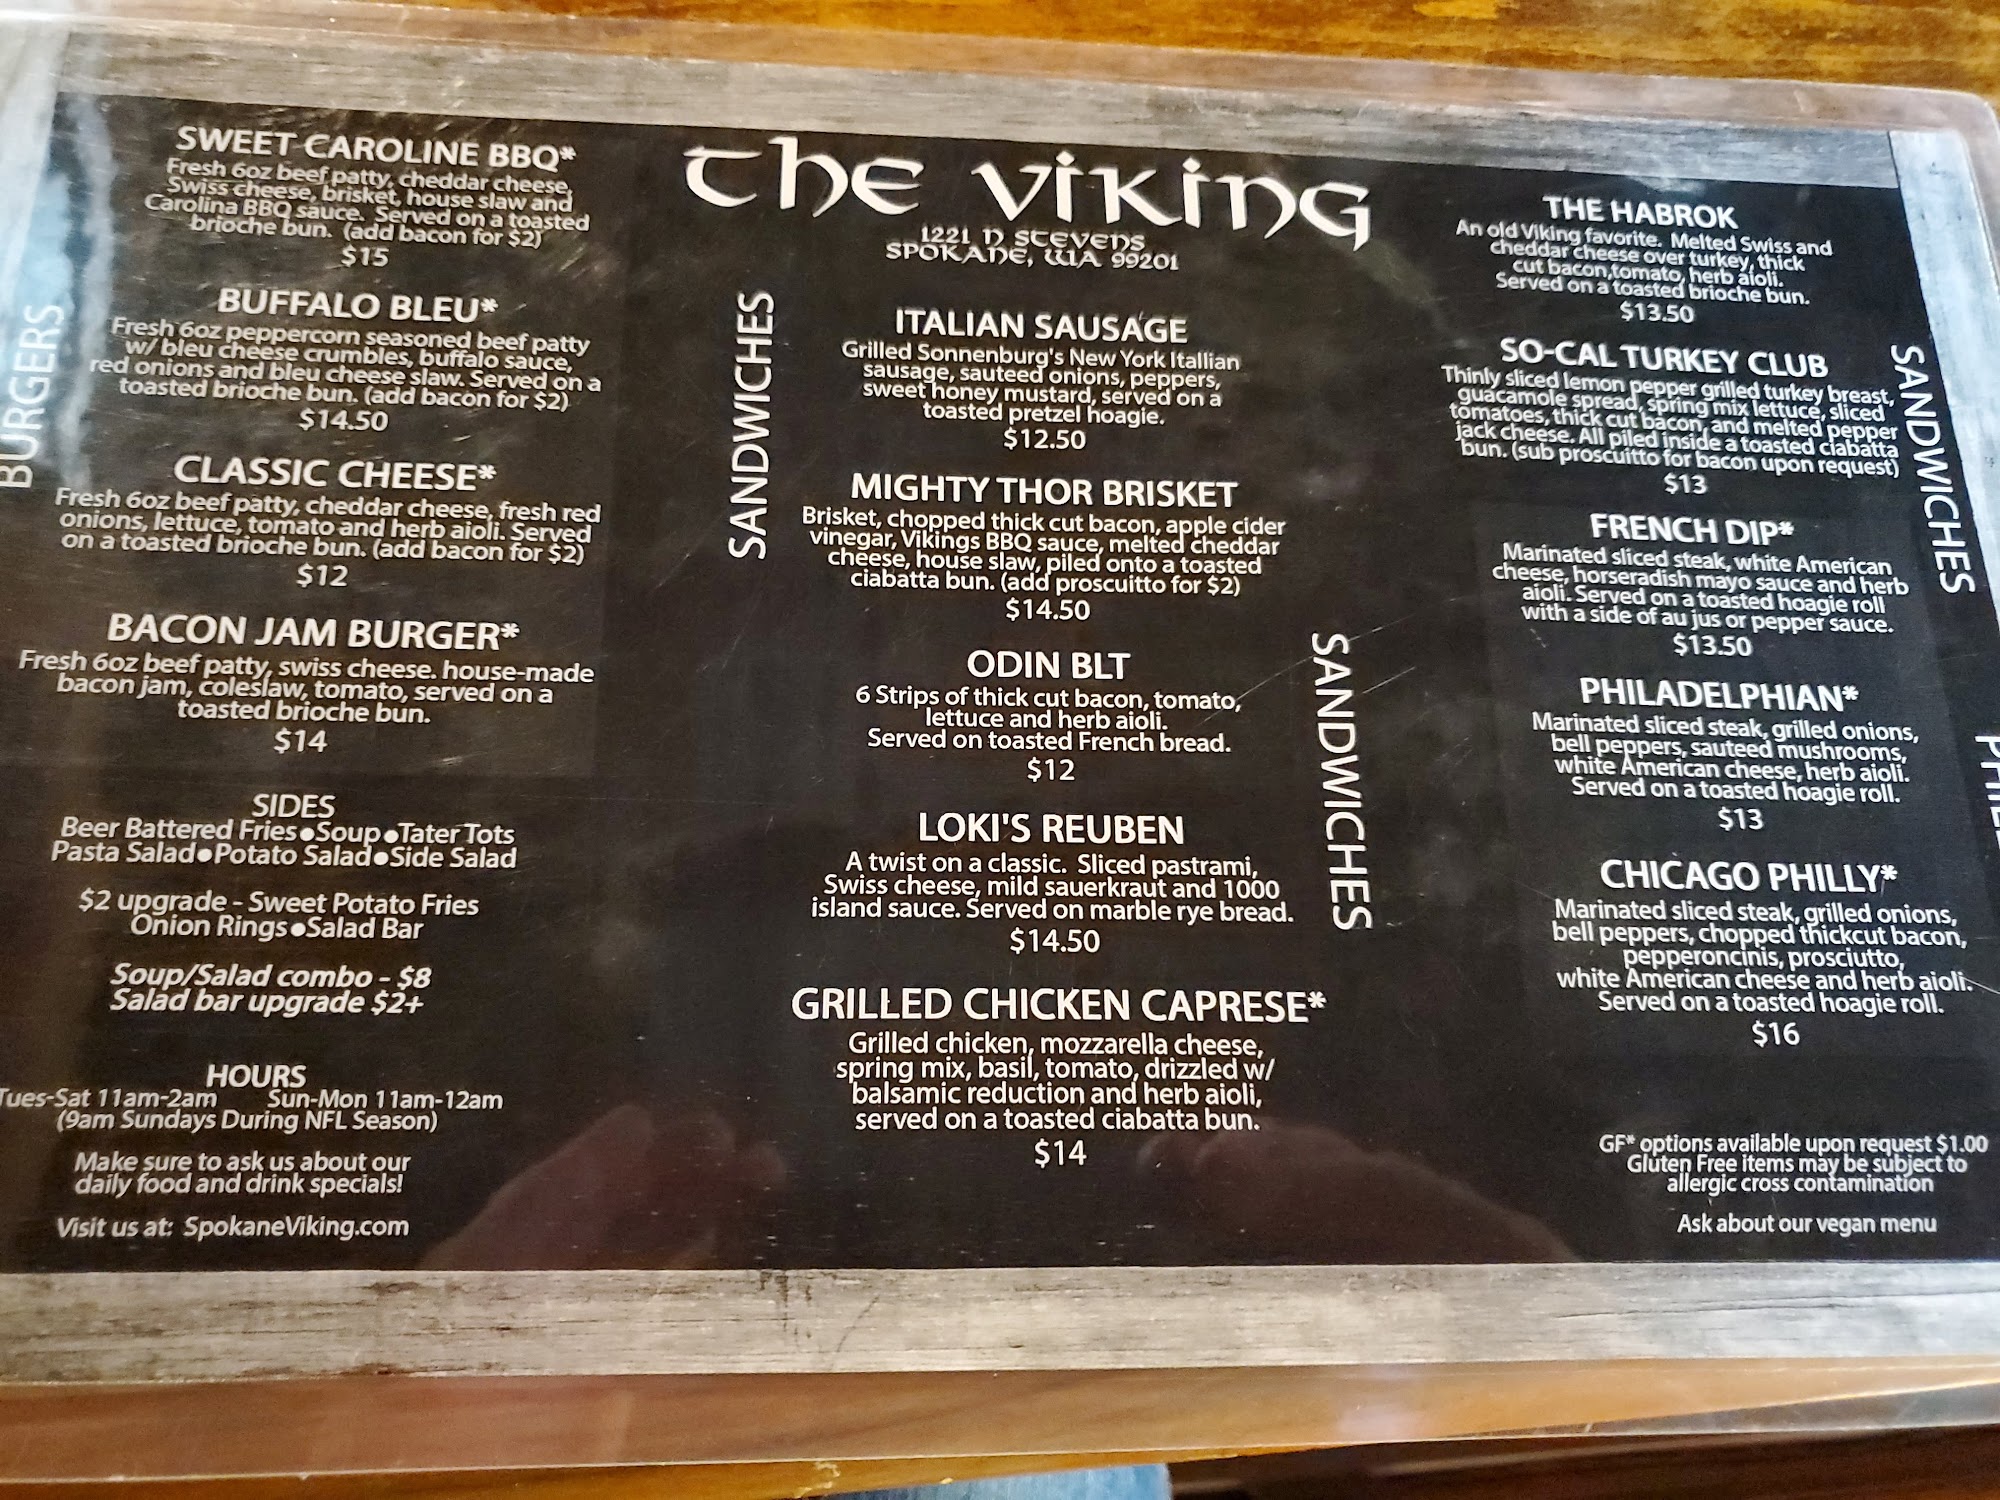 BURGERS
SWEET CAROLINE BBQ*
Fresh 6oz beef patty, cheddar cheese,
Swiss cheese, brisket, house slaw and
Carolina BBQ sauce. Served on a toasted
brioche bun. (add bacon for $2)
$15
BUFFALO BLEU*
Fresh 6oz peppercorn seasoned beef patty
w/ bleu cheese crumbles, buffalo sauce,
red onions and bleu cheese slaw. Served on a
toasted brioche bun. (add bacon for $2)
$14.50
CLASSIC CHEESE*
Fresh 6oz beef patty, cheddar cheese, fresh red
onions, lettuce, tomato and herb aioli. Served
on a toasted brioche bun. (add bacon for $2)
$12
BACON JAM BURGER*
Fresh 6oz beef patty, swiss cheese. house-made
bacon jam, coleslaw, tomato, served on a
toasted brioche bun.
$14
SIDES
Beer Battered Fries●Soup●Tater Tots
Pasta Salad●Potato Salad●Side Salad
$2 upgrade - Sweet Potato Fries
Onion Rings●Salad Bar
Soup/Salad combo - $8
Salad bar upgrade $2+
HOURS
Tues-Sat 11am-2am Sun-Mon 11am-12am
(9am Sundays During NFL Season)
Make sure to ask us about our
daily food and drink specials!
Visit us at: SpokaneViking.com
The Viking
1221 N Stevens
Spokane, WA 99201
SANDWICHES
ITALIAN SAUSAGE
Grilled Sonnenburg's New York Itallian
sausage, sauteed onions, peppers,
sweet honey mustard, served on a
toasted pretzel hoagie.
$12.50
MIGHTY THOR BRISKET
Brisket, chopped thick cut bacon, apple cider
vinegar, Vikings BBQ sauce, melted cheddar
cheese, house slaw, piled onto a toasted
ciabatta bun. (add proscuitto for $2)
$14.50
ODIN BLT
6 Strips of thick cut bacon, tomato,
lettuce and herb aioli.
Served on toasted French bread.
$12
LOKI'S REUBEN
A twist on a classic. Sliced pastrami,
Swiss cheese, mild sauerkraut and 1000
island sauce. Served on marble rye bread.
$14.50
GRILLED CHICKEN CAPRESE*
Grilled chicken, mozzarella cheese,
spring mix, basil, tomato, drizzled w/
balsamic reduction and herb aioli,
served on a toasted ciabatta bun.
$14
SANDWICHES
THE HABROK
An old Viking favorite. Melted Swiss and
cheddar cheese over turkey, thick
cut bacon,tomato, herb aioli.
Served on a toasted brioche bun.
$13.50
SO-CAL TURKEY CLUB
Thinly sliced lemon pepper grilled turkey breast,
guacamole spread, spring mix lettuce, sliced
tomatoes, thick cut bacon, and melted pepper
jack cheese. All piled inside a toasted ciabatta
bun. (sub proscuitto for bacon upon request)
$13
FRENCH DIP*
Marinated sliced steak, white American
cheese, horseradish mayo sauce and herb
aioli. Served on a toasted hoagie roll
with a side of au jus or pepper sauce.
$13.50
SANDWICHES
PHILADELPHIAN*
Marinated sliced steak, grilled onions,
bell peppers, sauteed mushrooms,
white American cheese, herb aioli.
Served on a toasted hoagie roll.
$13
CHICAGO PHILLY*
Marinated sliced steak, grilled onions,
bell peppers, chopped thickcut bacon,
pepperoncinis, prosciutto,
white American cheese and herb aioli.
Served on a toasted hoagie roll.
$16
GF* options available upon request $1.00
Gluten Free items may be subject to
allergic cross contamination
Ask about our vegan menu